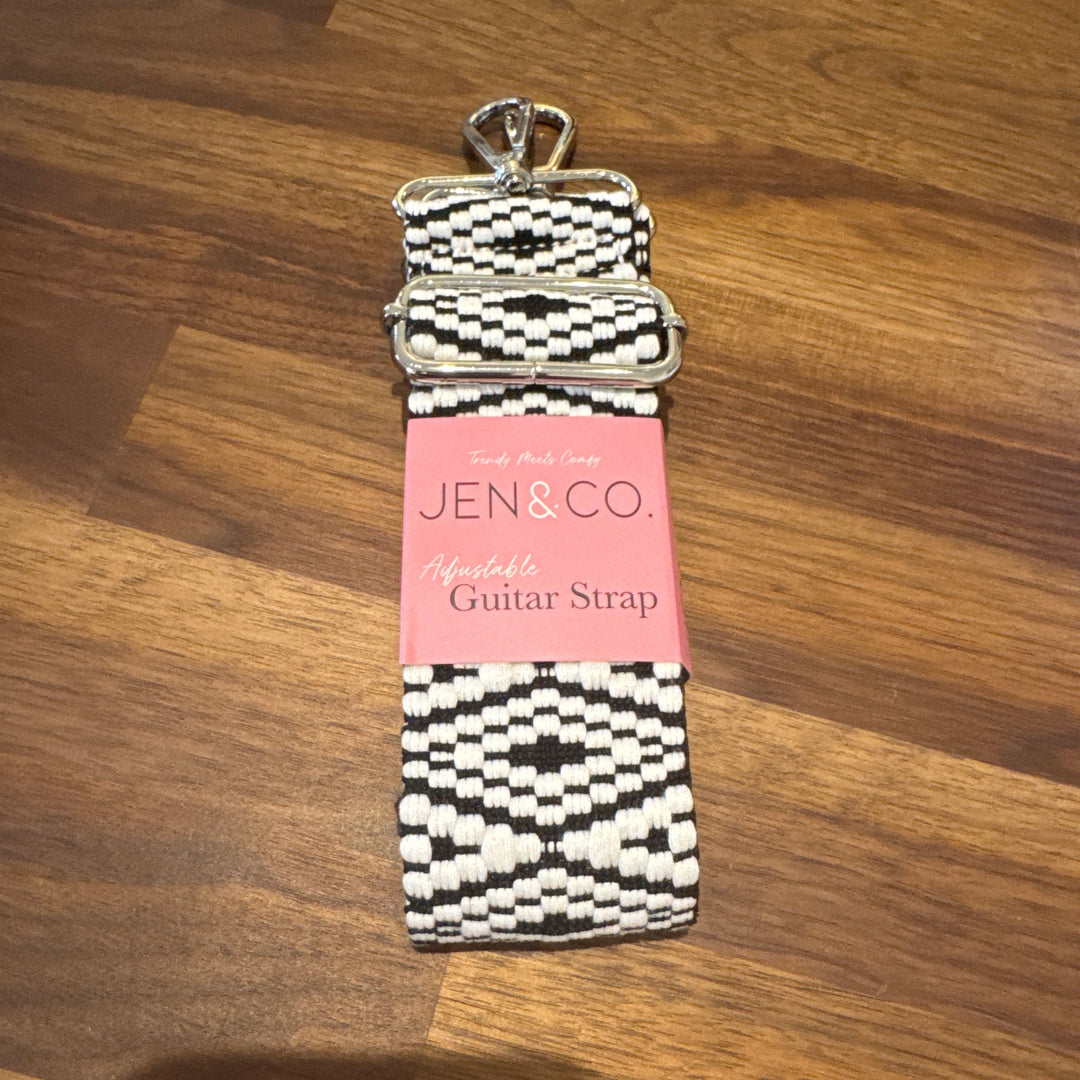 Trendy Meets Comfy
JEN & CO.
Adjustable
Guitar Strap